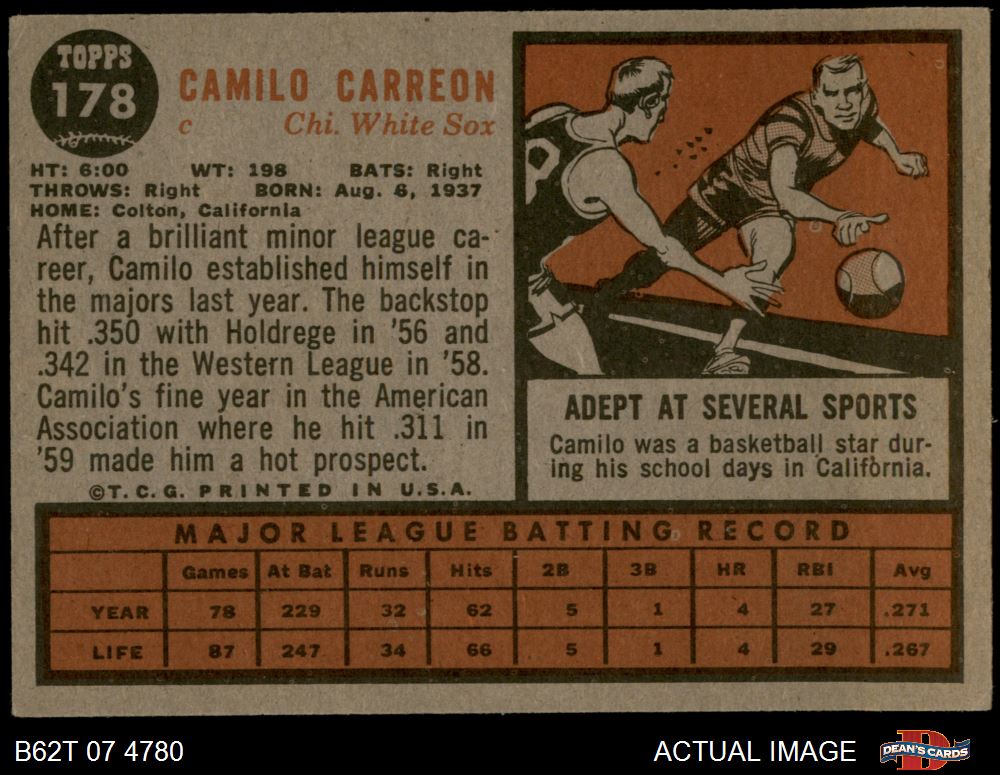 TOPPS
178
CAMILO CARREON
c Chi. White Sox
HT: 6:00 WT: 198 BATS: Right
THROWS: Right BORN: Aug. 6, 1937
HOME: Colton, California
After a brilliant minor league ca-
reer, Camilo established himself in
the majors last year. The backstop
hit .350 with Holdrege in '56 and
.342 in the Western League in '58.
Camilo's fine year in the American
Association where he hit .311 in
'59 made him a hot prospect.
©T.C.G. PRINTED IN U.S.A.
ADEPT AT SEVERAL SPORTS
Camilo was a basketball star dur-
ing his school days in California.
MAJOR LEAGUE BATTING RECORD
Games At Bat Runs Hits 2B 3B HR RBI Avg
YEAR 78 229 32 62 5 1 4 27 .271
LIFE 87 247 34 66 5 1 4 29 .267
B62T 07 4780 ACTUAL IMAGE DEAN'S CARDS